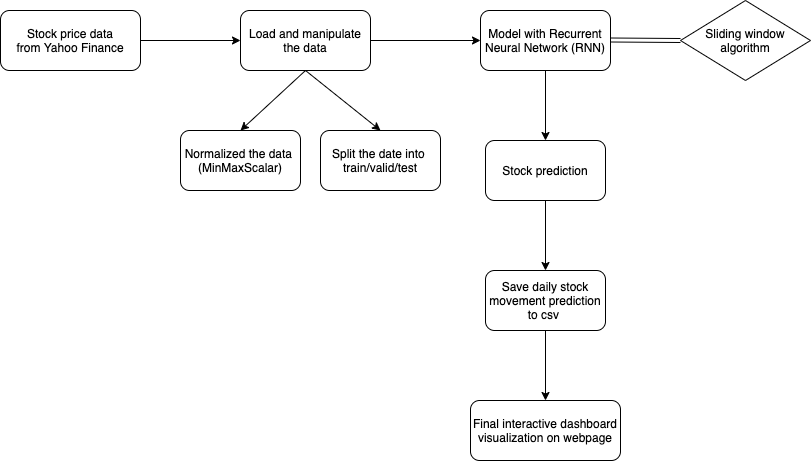 Stock price data
from Yahoo Finance
Load and manipulate
the data
Model with Recurrent
Neural Network (RNN)
Sliding window
algorithm
Normalized the data
(MinMaxScalar)
Split the date into
train/valid/test
Stock prediction
Save daily stock
movement prediction
to csv
Final interactive dashboard
visualization on webpage